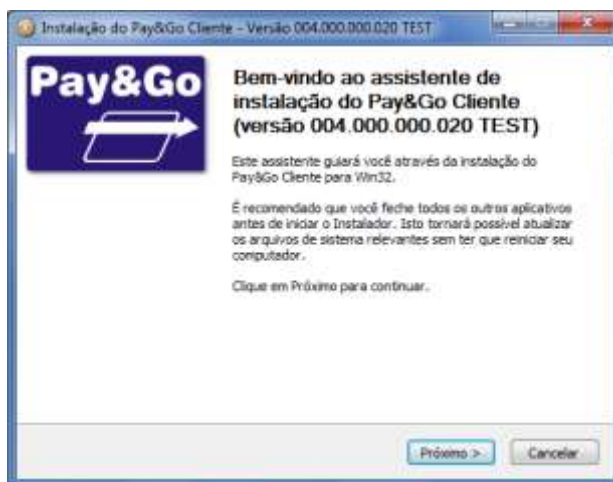 Instalação do Pay&Go Cliente - Versão 004.000.000.020 TEST
Pay&Go
Bem-vindo ao assistente de
instalação do Pay&Go Cliente
(versão 004.000.000.020 TEST)
Este assistente guiará você através da instalação do
Pay&Go Cliente para Win32.
É recomendado que você feche todos os outros aplicativos
antes de iniciar o Instalador. Isto tornará possível atualizar
os arquivos de sistema relevantes sem ter que reiniciar seu
computador.
Clique em Próximo para continuar.
Próximo >
Cancelar